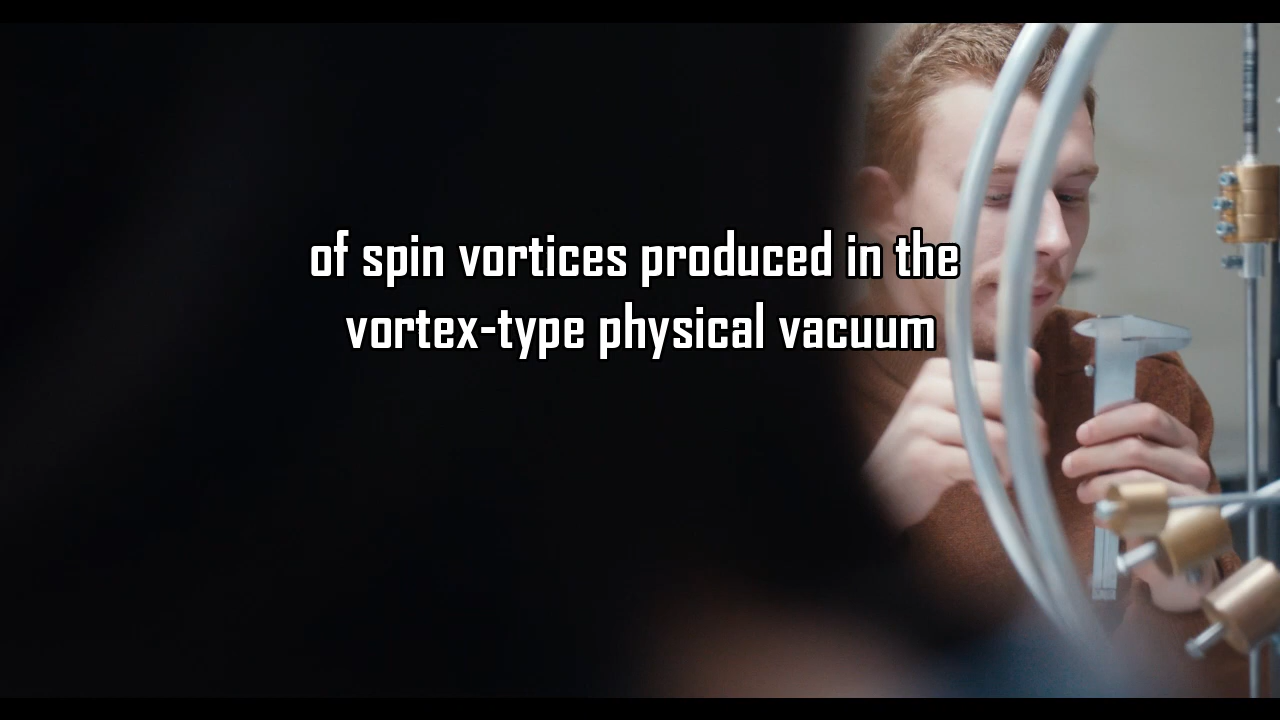 of spin vortices produced in the
vortex-type physical vacuum